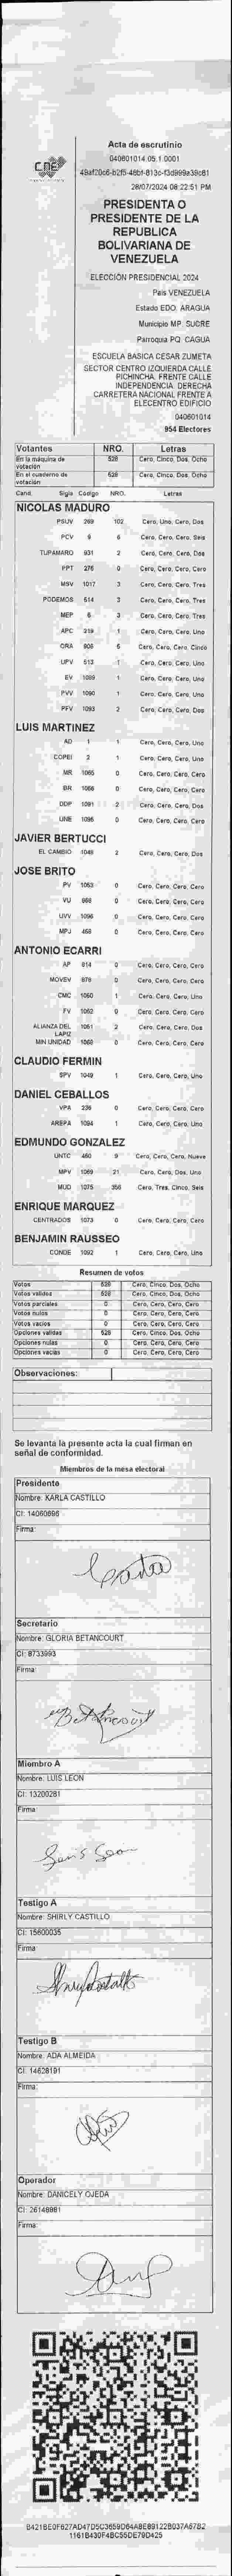 Acta de escrutinio
040601014.05.1.0001
28/07/2024 08:22:51 PM
CNE
PRESIDENTA O
PRESIDENTE DE LA
REPUBLICA
BOLIVARIANA DE
VENEZUELA
ELECCIÓN PRESIDENCIAL 2024
País VENEZUELA
Estado EDO. ARAGUA
Municipio MP. SUCRE
Parroquia PQ. CAGUA
ESCUELA BASICA CESAR ZUMETA
SECTOR CENTRO IZQUIERDA CALLE
PICHINCHA. FRENTE CALLE
INDEPENDENCIA. DERECHA
CARRETERA NACIONAL FRENTE A
ELECENTRO EDIFICIO
040601014
954 Electores
Votantes NRO. Letras
En la máquina de votación 528 Cero, Cinco, Dos, Ocho
En el cuaderno de votación 528 Cero, Cinco, Dos, Ocho
Cand. Sigla Código NRO. Letras
NICOLAS MADURO
PSUV 269 102 Cero, Uno, Cero, Dos
PCV 9 6 Cero, Cero, Cero, Seis
TUPAMARO 931 2 Cero, Cero, Cero, Dos
PPT 276 0 Cero, Cero, Cero, Cero
MSV 1017 3 Cero, Cero, Cero, Tres
PODEMOS 514 3 Cero, Cero, Cero, Tres
MEP 6 3 Cero, Cero, Cero, Tres
APC 319 1 Cero, Cero, Cero, Uno
ORA 906 5 Cero, Cero, Cero, Cinco
UPV 513 1 Cero, Cero, Cero, Uno
EV 1099 1 Cero, Cero, Cero, Uno
PVV 1090 1 Cero, Cero, Cero, Uno
PFV 1093 2 Cero, Cero, Cero, Dos
LUIS MARTINEZ
AD 1 1 Cero, Cero, Cero, Uno
COPEI 2 1 Cero, Cero, Cero, Uno
MR 1065 0 Cero, Cero, Cero, Cero
BR 1066 0 Cero, Cero, Cero, Cero
DDP 1091 2 Cero, Cero, Cero, Dos
UNE 1096 0 Cero, Cero, Cero, Cero
JAVIER BERTUCCI
EL CAMBIO 1048 2 Cero, Cero, Cero, Dos
JOSE BRITO
PV 1053 0 Cero, Cero, Cero, Cero
VU 868 0 Cero, Cero, Cero, Cero
UVV 1098 0 Cero, Cero, Cero, Cero
MPJ 458 0 Cero, Cero, Cero, Cero
ANTONIO ECARRI
AP 814 0 Cero, Cero, Cero, Cero
MOVEV 878 0 Cero, Cero, Cero, Cero
CMC 1050 1 Cero, Cero, Cero, Uno
FV 1052 0 Cero, Cero, Cero, Cero
ALIANZA DEL LAPIZ 1051 2 Cero, Cero, Cero, Dos
MIN UNIDAD 1068 0 Cero, Cero, Cero, Cero
CLAUDIO FERMIN
SPV 1049 1 Cero, Cero, Cero, Uno
DANIEL CEBALLOS
VPA 236 0 Cero, Cero, Cero, Cero
AREPA 1094 1 Cero, Cero, Cero, Uno
EDMUNDO GONZALEZ
UNTC 460 9 Cero, Cero, Cero, Nueve
MPV 1069 21 Cero, Cero, Dos, Uno
MUD 1075 356 Cero, Tres, Cinco, Seis
ENRIQUE MARQUEZ
CENTRADOS 1073 0 Cero, Cero, Cero, Cero
BENJAMIN RAUSSEO
CONDE 1092 1 Cero, Cero, Cero, Uno
Resumen de votos
Votos 528 Cero, Cinco, Dos, Ocho
Votos válidos 528 Cero, Cinco, Dos, Ocho
Votos parciales 0 Cero, Cero, Cero, Cero
Votos nulos 0 Cero, Cero, Cero, Cero
Votos vacíos 0 Cero, Cero, Cero, Cero
Opciones válidas 528 Cero, Cinco, Dos, Ocho
Opciones nulas 0 Cero, Cero, Cero, Cero
Opciones vacías 0 Cero, Cero, Cero, Cero
Observaciones:
Se levanta la presente acta la cual firman en
señal de conformidad.
Miembros de la mesa electoral
Presidente
Nombre: KARLA CASTILLO
CI: 14060695
Firma:
Secretario
Nombre: GLORIA BETANCOURT
CI: 8733993
Firma:
Betancourt
Miembro A
Nombre: LUIS LEON
CI: 13200281
Firma:
Testigo A
Nombre: SHIRLY CASTILLO
CI: 15600035
Firma:
Testigo B
Nombre: ADA ALMEIDA
CI: 14628191
Firma:
Operador
Nombre: DANICELY OJEDA
CI: 26148881
Firma:
1161B430F4BC55DE79D425